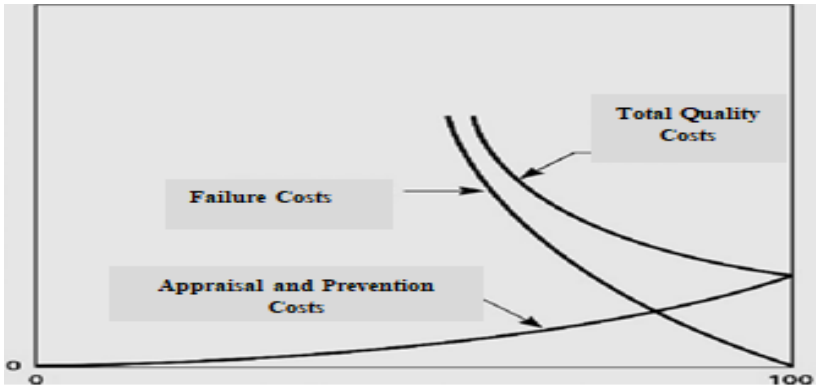 Total Quality
Costs
Failure Costs
Appraisal and Prevention
Costs
0
0
100